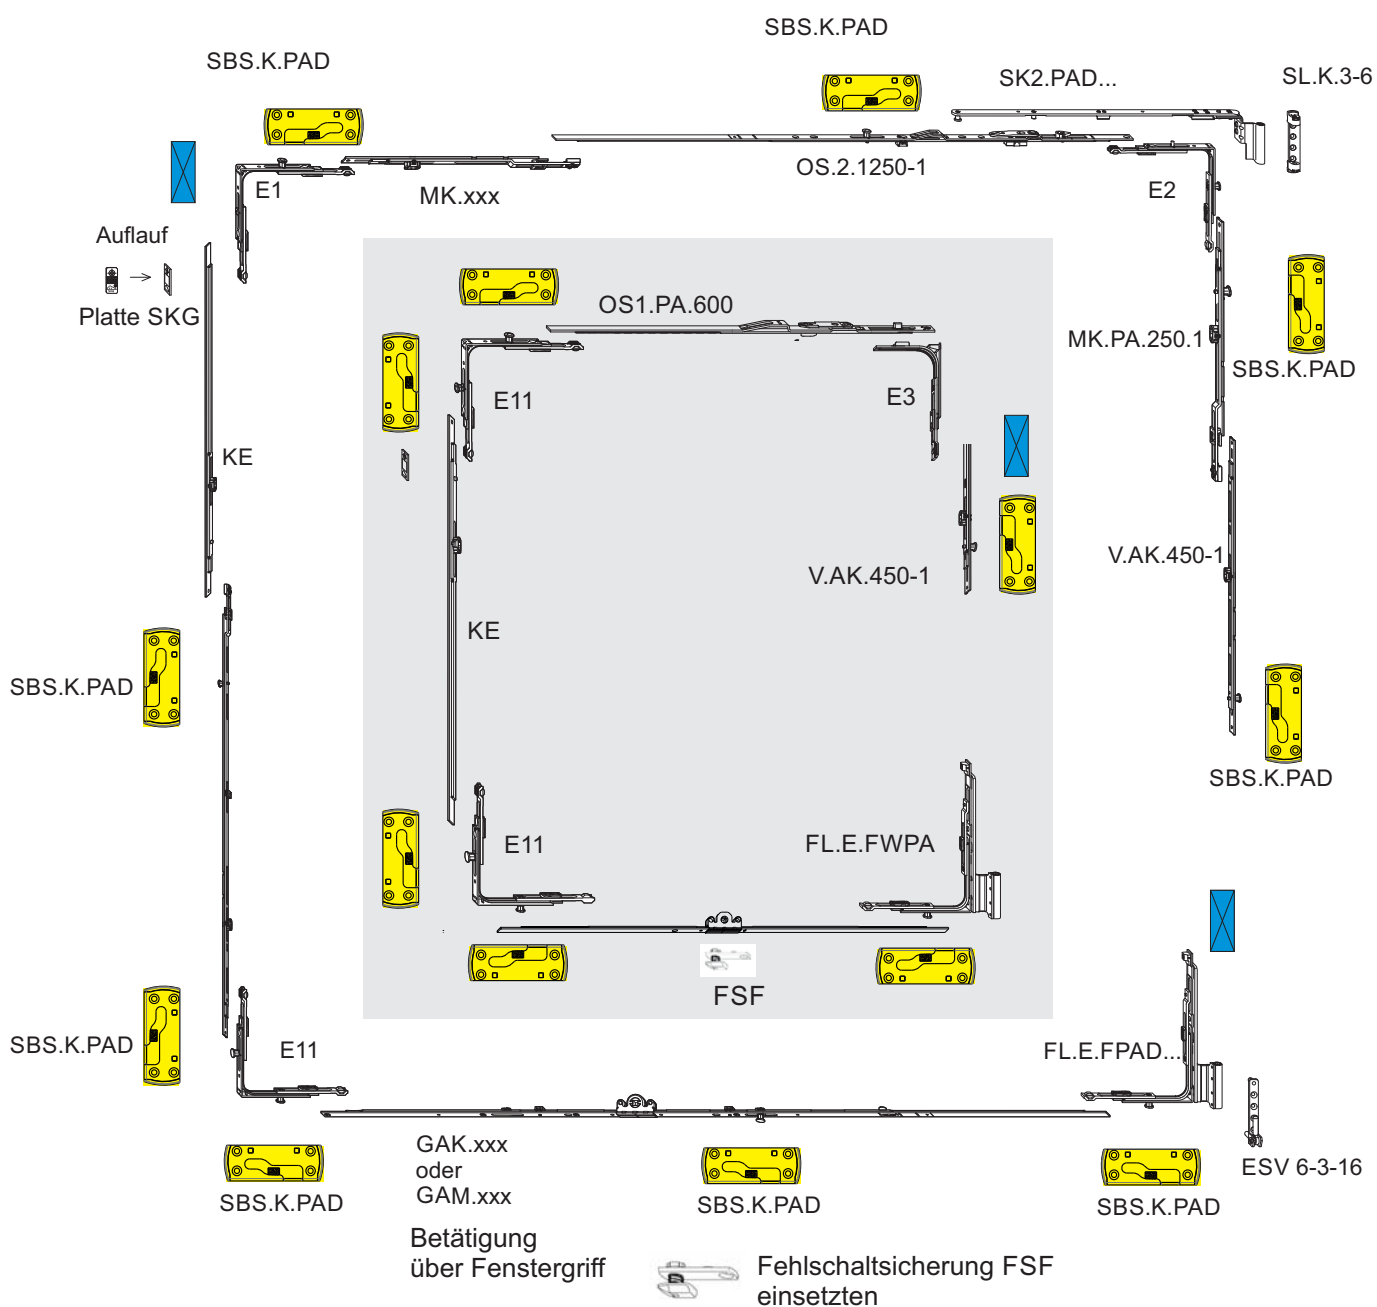 SBS.K.PAD
SBS.K.PAD
SK2.PAD...
SL.K.3-6
OS.2.1250-1
E1
MK.xxx
E2
Auflauf
Platte SKG
OS1.PA.600
MK.PA.250.1
SBS.K.PAD
E11
E3
KE
V.AK.450-1
V.AK.450-1
KE
SBS.K.PAD
SBS.K.PAD
E11
FL.E.FWPA
FSF
SBS.K.PAD
E11
FL.E.FPAD...
GAK.xxx
oder
GAM.xxx
ESV 6-3-16
SBS.K.PAD
SBS.K.PAD
SBS.K.PAD
Betätigung
über Fenstergriff
Fehlschaltsicherung FSF
einsetzten